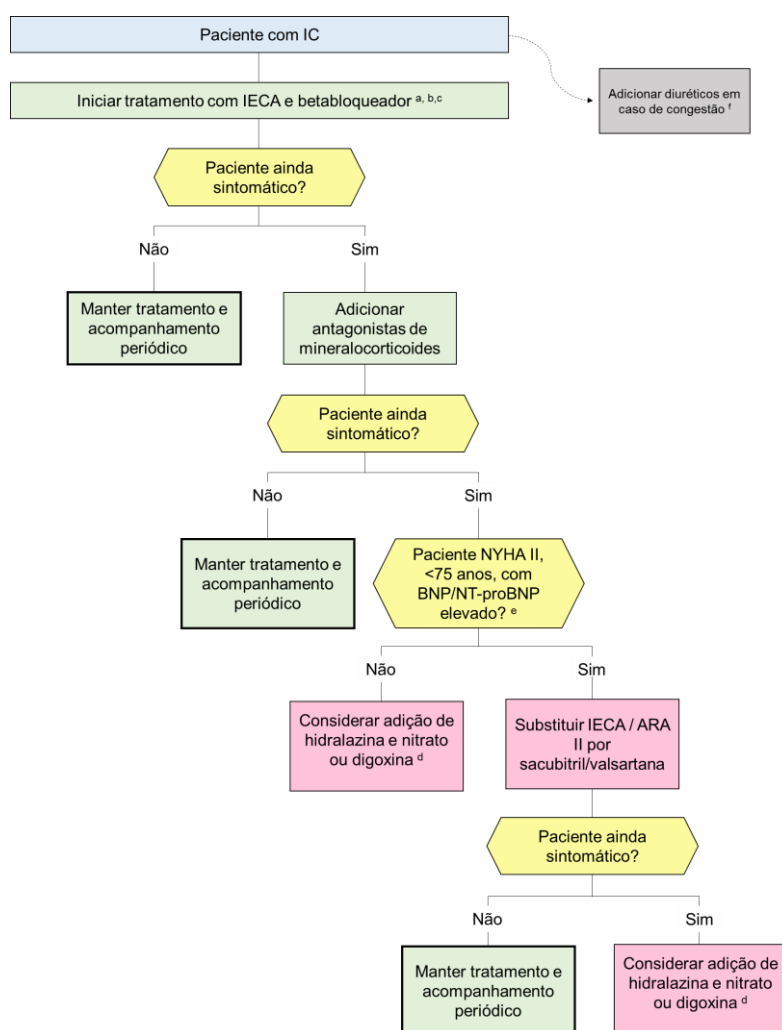 Paciente com IC
Adicionar diuréticos em
caso de congestão f
Iniciar tratamento com IECA e betabloqueador a, b,c
Paciente ainda
sintomático?
Não
Sim
Manter tratamento e
acompanhamento
periódico
Adicionar
antagonistas de
mineralocorticoides
Paciente ainda
sintomático?
Não
Sim
Manter tratamento e
acompanhamento
periódico
Paciente NYHA II,
<75 anos, com
BNP/NT-proBNP
elevado? e
Não
Sim
Considerar adição de
hidralazina e nitrato
ou digoxina d
Substituir IECA / ARA
II por
sacubitril/valsartana
Paciente ainda
sintomático?
Não
Sim
Manter tratamento e
acompanhamento
periódico
Considerar adição de
hidralazina e nitrato
ou digoxina d